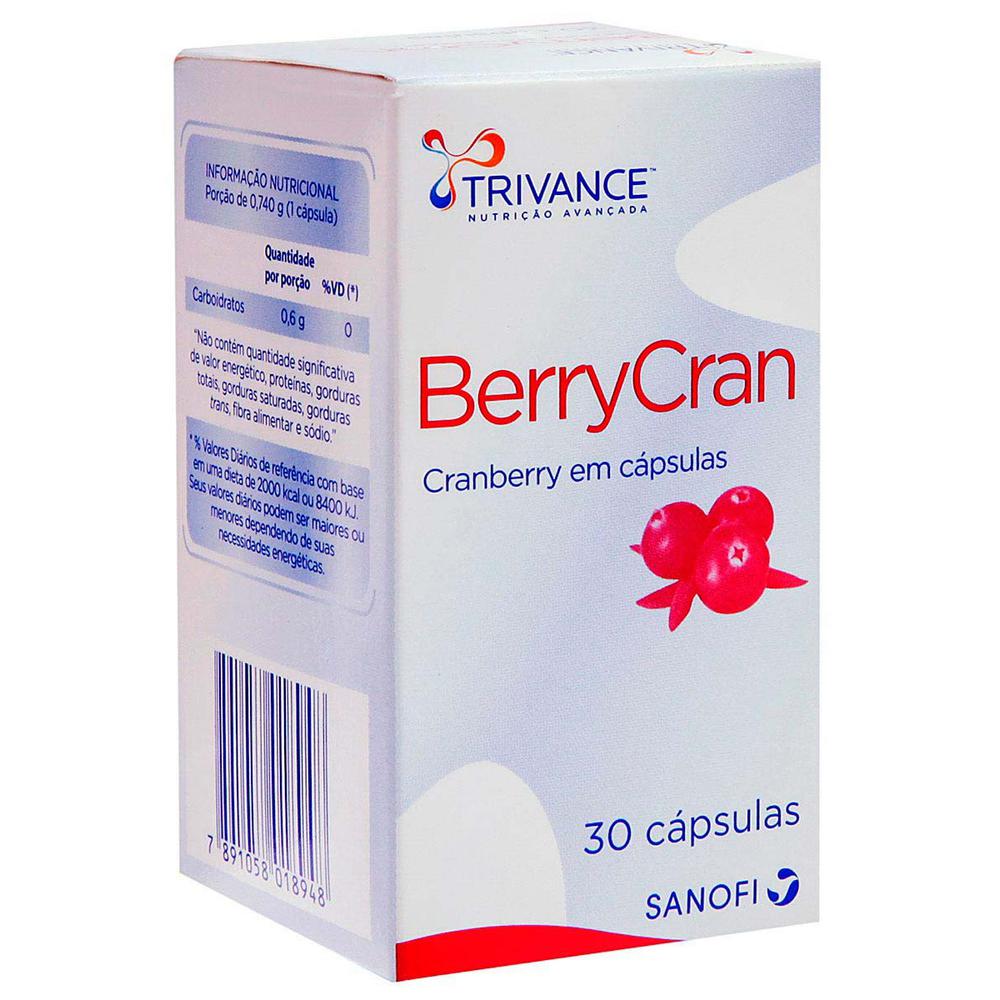 TRIVANCE
TRIVANCE™
NUTRIÇÃO AVANÇADA
BerryCran
Cranberry em cápsulas
30 cápsulas
SANOFI
INFORMAÇÃO NUTRICIONAL
Porção de 0,740 g (1 cápsula)
Quantidade
por porção %VD (*)
Carboidratos 0,6 g 0
"Não contém quantidade significativa
de valor energético, proteínas, gorduras
totais, gorduras saturadas, gorduras
trans, fibra alimentar e sódio."
*% Valores Diários de referência com base
em uma dieta de 2000 kcal ou 8400 kJ.
Seus valores diários podem ser maiores ou
menores dependendo de suas
necessidades energéticas.
7 891058 018948